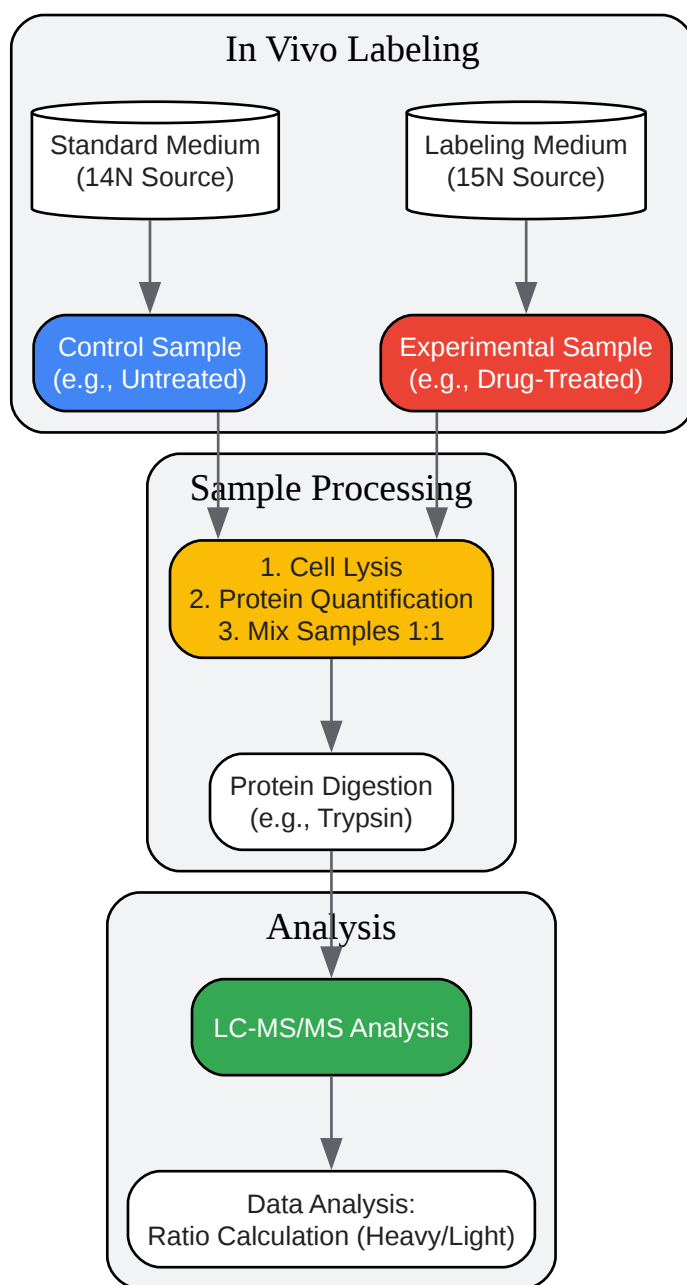 In Vivo Labeling
Standard Medium
(14N Source)
Labeling Medium
(15N Source)
Control Sample
(e.g., Untreated)
Experimental Sample
(e.g., Drug-Treated)
Sample Processing
1. Cell Lysis
2. Protein Quantification
3. Mix Samples 1:1
Protein Digestion
(e.g., Trypsin)
Analysis
LC-MS/MS Analysis
Data Analysis:
Ratio Calculation (Heavy/Light)